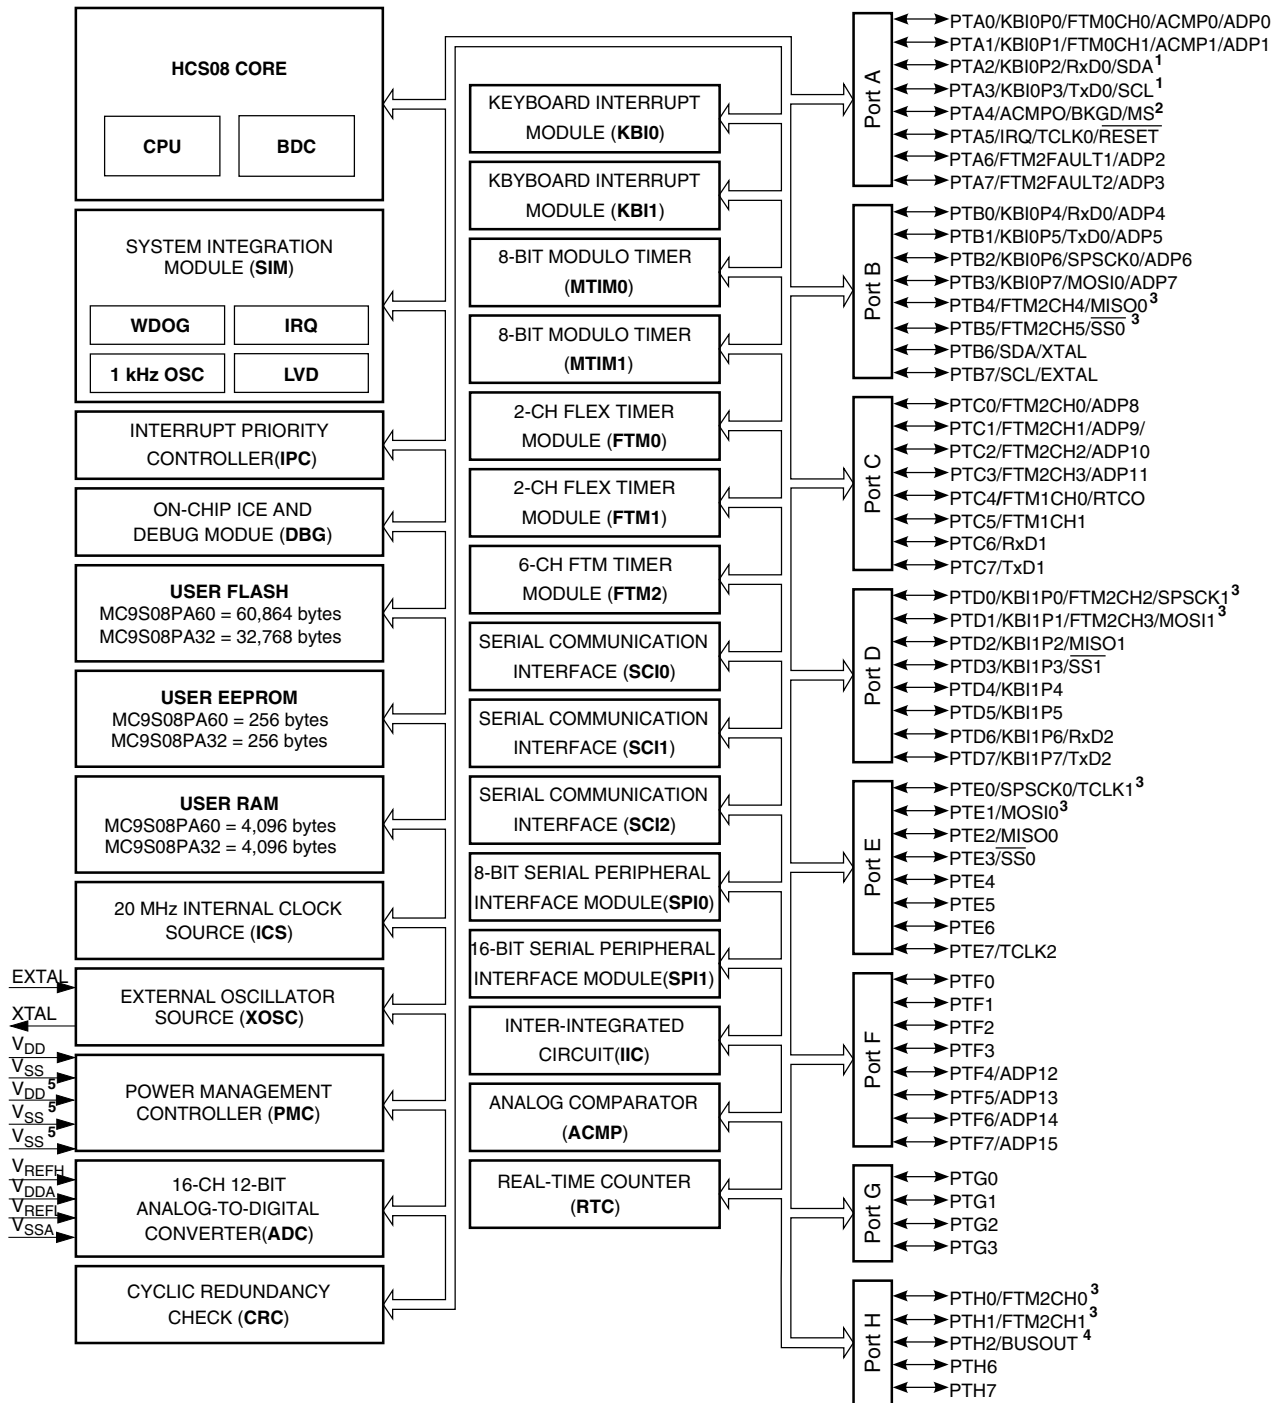 HCS08 CORE
CPU
BDC
SYSTEM INTEGRATION
MODULE (SIM)
WDOG
IRQ
1 kHz OSC
LVD
INTERRUPT PRIORITY
CONTROLLER(IPC)
ON-CHIP ICE AND
DEBUG MODUE (DBG)
USER FLASH
MC9S08PA60 = 60,864 bytes
MC9S08PA32 = 32,768 bytes
USER EEPROM
MC9S08PA60 = 256 bytes
MC9S08PA32 = 256 bytes
USER RAM
MC9S08PA60 = 4,096 bytes
MC9S08PA32 = 4,096 bytes
20 MHz INTERNAL CLOCK
SOURCE (ICS)
EXTAL
XTAL
EXTERNAL OSCILLATOR
SOURCE (XOSC)
VDD
VSS
VDD 5
VSS 5
VSS 5
POWER MANAGEMENT
CONTROLLER (PMC)
VREFH
VDDA
VREFL
VSSA
16-CH 12-BIT
ANALOG-TO-DIGITAL
CONVERTER(ADC)
CYCLIC REDUNDANCY
CHECK (CRC)
KEYBOARD INTERRUPT
MODULE (KBI0)
KBYBOARD INTERRUPT
MODULE (KBI1)
8-BIT MODULO TIMER
(MTIM0)
8-BIT MODULO TIMER
(MTIM1)
2-CH FLEX TIMER
MODULE (FTM0)
2-CH FLEX TIMER
MODULE (FTM1)
6-CH FTM TIMER
MODULE (FTM2)
SERIAL COMMUNICATION
INTERFACE (SCI0)
SERIAL COMMUNICATION
INTERFACE (SCI1)
SERIAL COMMUNICATION
INTERFACE (SCI2)
8-BIT SERIAL PERIPHERAL
INTERFACE MODULE(SPI0)
16-BIT SERIAL PERIPHERAL
INTERFACE MODULE(SPI1)
INTER-INTEGRATED
CIRCUIT(IIC)
ANALOG COMPARATOR
(ACMP)
REAL-TIME COUNTER
(RTC)
Port A
PTA0/KBI0P0/FTM0CH0/ACMP0/ADP0
PTA1/KBI0P1/FTM0CH1/ACMP1/ADP1
PTA2/KBI0P2/RxD0/SDA 1
PTA3/KBI0P3/TxD0/SCL 1
PTA4/ACMPO/BKGD/MS 2
PTA5/IRQ/TCLK0/RESET
PTA6/FTM2FAULT1/ADP2
PTA7/FTM2FAULT2/ADP3
Port B
PTB0/KBI0P4/RxD0/ADP4
PTB1/KBI0P5/TxD0/ADP5
PTB2/KBI0P6/SPSCK0/ADP6
PTB3/KBI0P7/MOSI0/ADP7
PTB4/FTM2CH4/MISO0 3
PTB5/FTM2CH5/SS0 3
PTB6/SDA/XTAL
PTB7/SCL/EXTAL
Port C
PTC0/FTM2CH0/ADP8
PTC1/FTM2CH1/ADP9/
PTC2/FTM2CH2/ADP10
PTC3/FTM2CH3/ADP11
PTC4/FTM1CH0/RTCO
PTC5/FTM1CH1
PTC6/RxD1
PTC7/TxD1
Port D
PTD0/KBI1P0/FTM2CH2/SPSCK1 3
PTD1/KBI1P1/FTM2CH3/MOSI1 3
PTD2/KBI1P2/MISO1
PTD3/KBI1P3/SS1
PTD4/KBI1P4
PTD5/KBI1P5
PTD6/KBI1P6/RxD2
PTD7/KBI1P7/TxD2
Port E
PTE0/SPSCK0/TCLK1 3
PTE1/MOSI0 3
PTE2/MISO0
PTE3/SS0
PTE4
PTE5
PTE6
PTE7/TCLK2
Port F
PTF0
PTF1
PTF2
PTF3
PTF4/ADP12
PTF5/ADP13
PTF6/ADP14
PTF7/ADP15
Port G
PTG0
PTG1
PTG2
PTG3
Port H
PTH0/FTM2CH0 3
PTH1/FTM2CH1 3
PTH2/BUSOUT 4
PTH6
PTH7